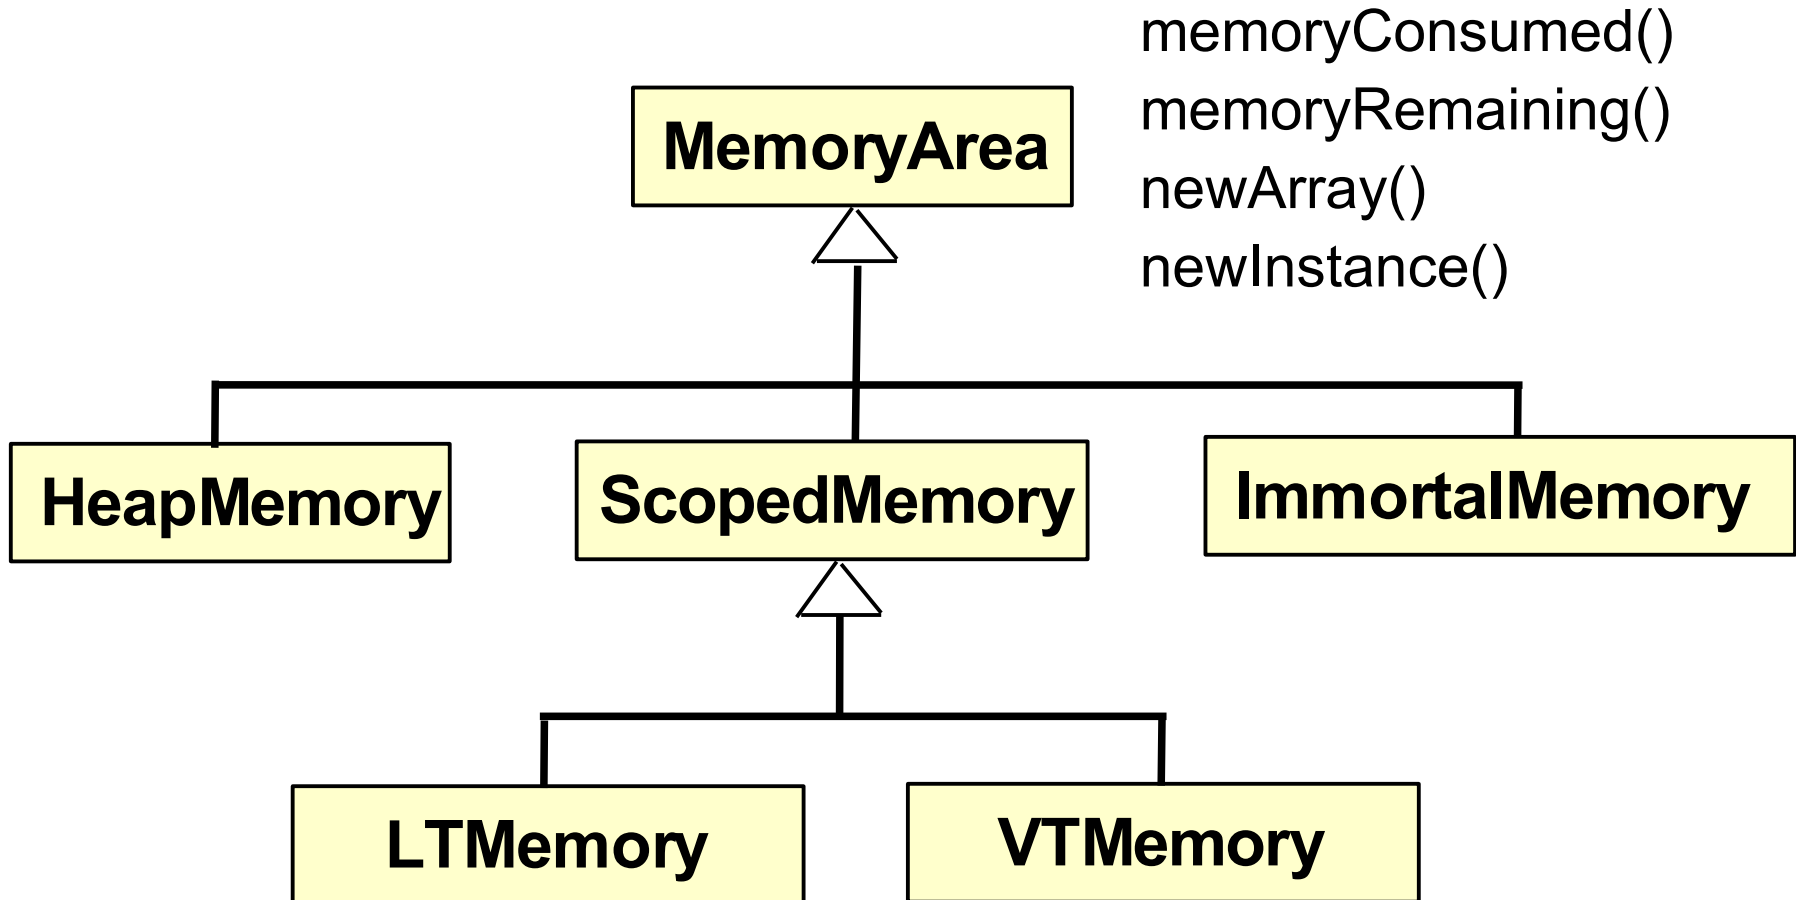 memoryConsumed()
MemoryArea
memoryRemaining()
newArray()
newInstance()
HeapMemory
ScopedMemory
ImmortalMemory
LTMemory
VTMemory